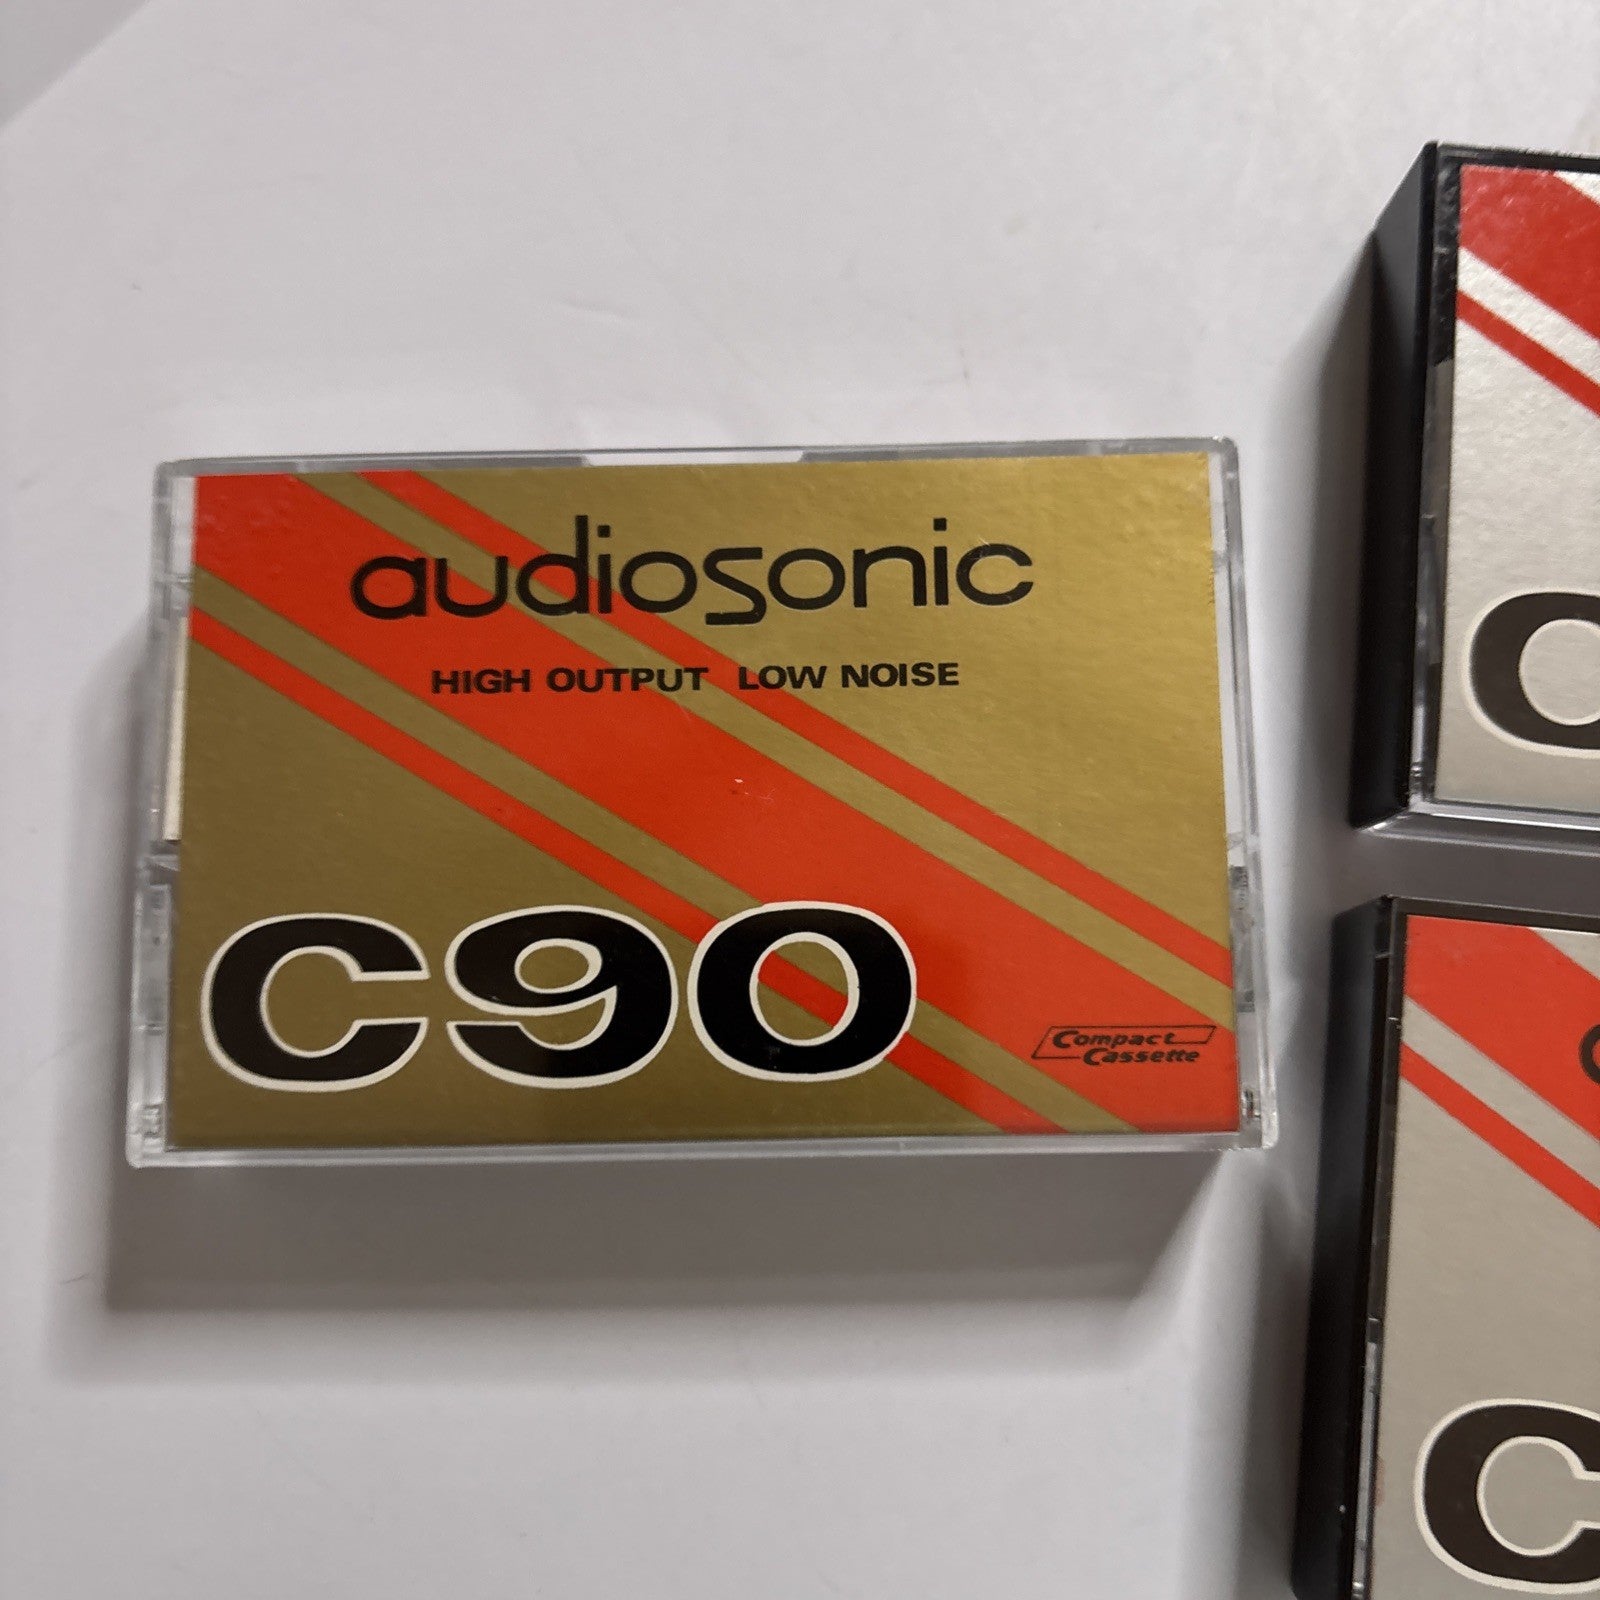 audiosonic
HIGH OUTPUT LOW NOISE
C90
Compact
Cassette
C
C